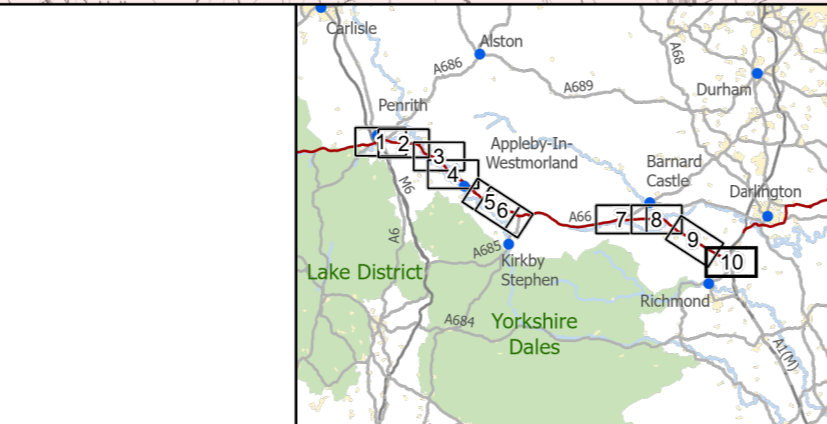 Carlisle
Alston
A68
A686
A689
Durham
Penrith
1
2
3
4
Appleby-In-
Westmorland
Barnard
Castle
Darlington
M6
5
6
A66
7
8
9
10
A6
A685
Kirkby
Stephen
Lake District
Richmond
A684
Yorkshire
Dales
A1(M)